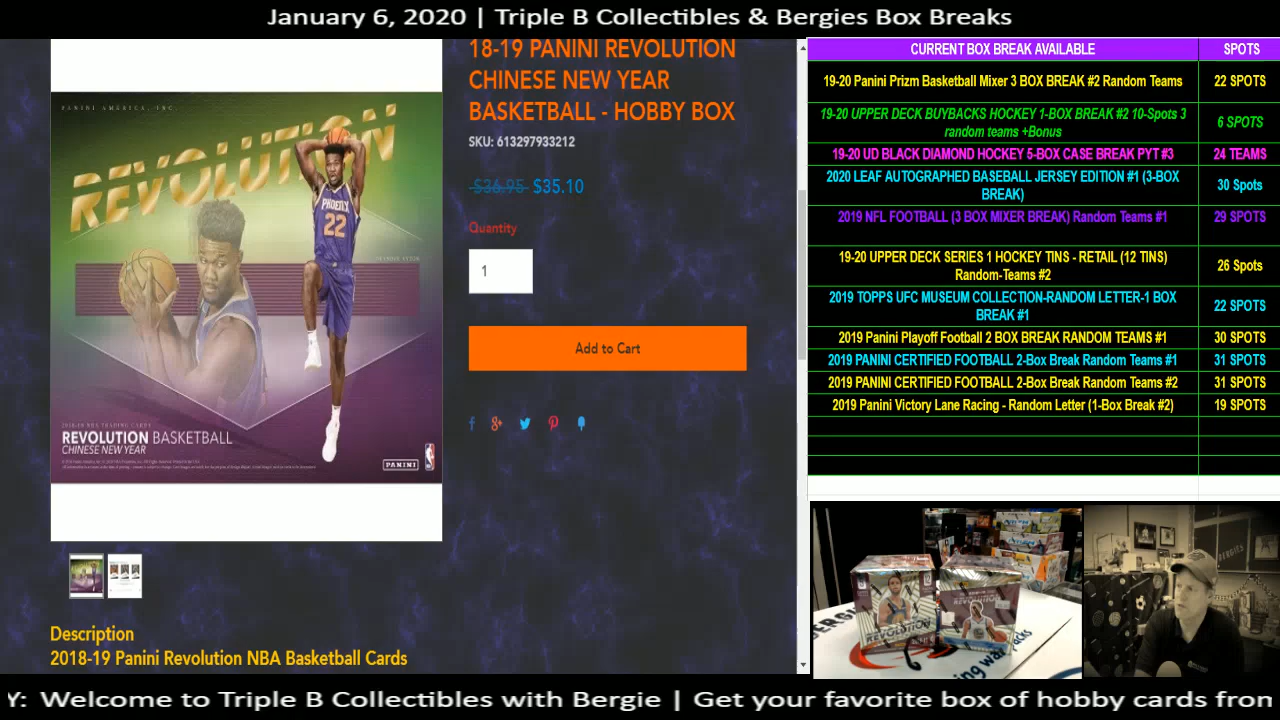 January 6, 2020 | Triple B Collectibles & Bergies Box Breaks
PANINI AMERICA, INC.
REVOLUTION
PHOENIX
22
REVOLUTION BASKETBALL
CHINESE NEW YEAR
PANINI
18-19 PANINI REVOLUTION
CHINESE NEW YEAR
BASKETBALL - HOBBY BOX
SKU: 613297933212
$36.95 $35.10
Quantity
1
Add to Cart
Description
2018-19 Panini Revolution NBA Basketball Cards
CURRENT BOX BREAK AVAILABLE SPOTS
19-20 Panini Prizm Basketball Mixer 3 BOX BREAK #2 Random Teams 22 SPOTS
19-20 UPPER DECK BUYBACKS HOCKEY 1-BOX BREAK #2 10-Spots 3
random teams +Bonus 6 SPOTS
19-20 UD BLACK DIAMOND HOCKEY 5-BOX CASE BREAK PYT #3 24 TEAMS
2020 LEAF AUTOGRAPHED BASEBALL JERSEY EDITION #1 (3-BOX
BREAK) 30 Spots
2019 NFL FOOTBALL (3 BOX MIXER BREAK) Random Teams #1 29 SPOTS
19-20 UPPER DECK SERIES 1 HOCKEY TINS - RETAIL (12 TINS)
Random-Teams #2 26 Spots
2019 TOPPS UFC MUSEUM COLLECTION-RANDOM LETTER-1 BOX
BREAK #1 22 SPOTS
2019 Panini Playoff Football 2 BOX BREAK RANDOM TEAMS #1 30 SPOTS
2019 PANINI CERTIFIED FOOTBALL 2-Box Break Random Teams #1 31 SPOTS
2019 PANINI CERTIFIED FOOTBALL 2-Box Break Random Teams #2 31 SPOTS
2019 Panini Victory Lane Racing - Random Letter (1-Box Break #2) 19 SPOTS
REVOLUTION
REVOLUTION
Y: Welcome to Triple B Collectibles with Bergie | Get your favorite box of hobby cards from